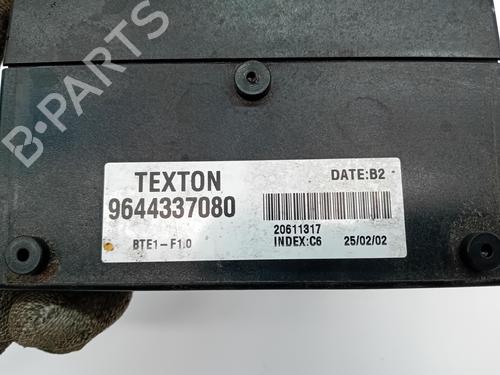 B-PARTS
TEXTON
DATE:B2
9644337080
20611317
BTE1-F1.0
INDEX:C6 25/02/02